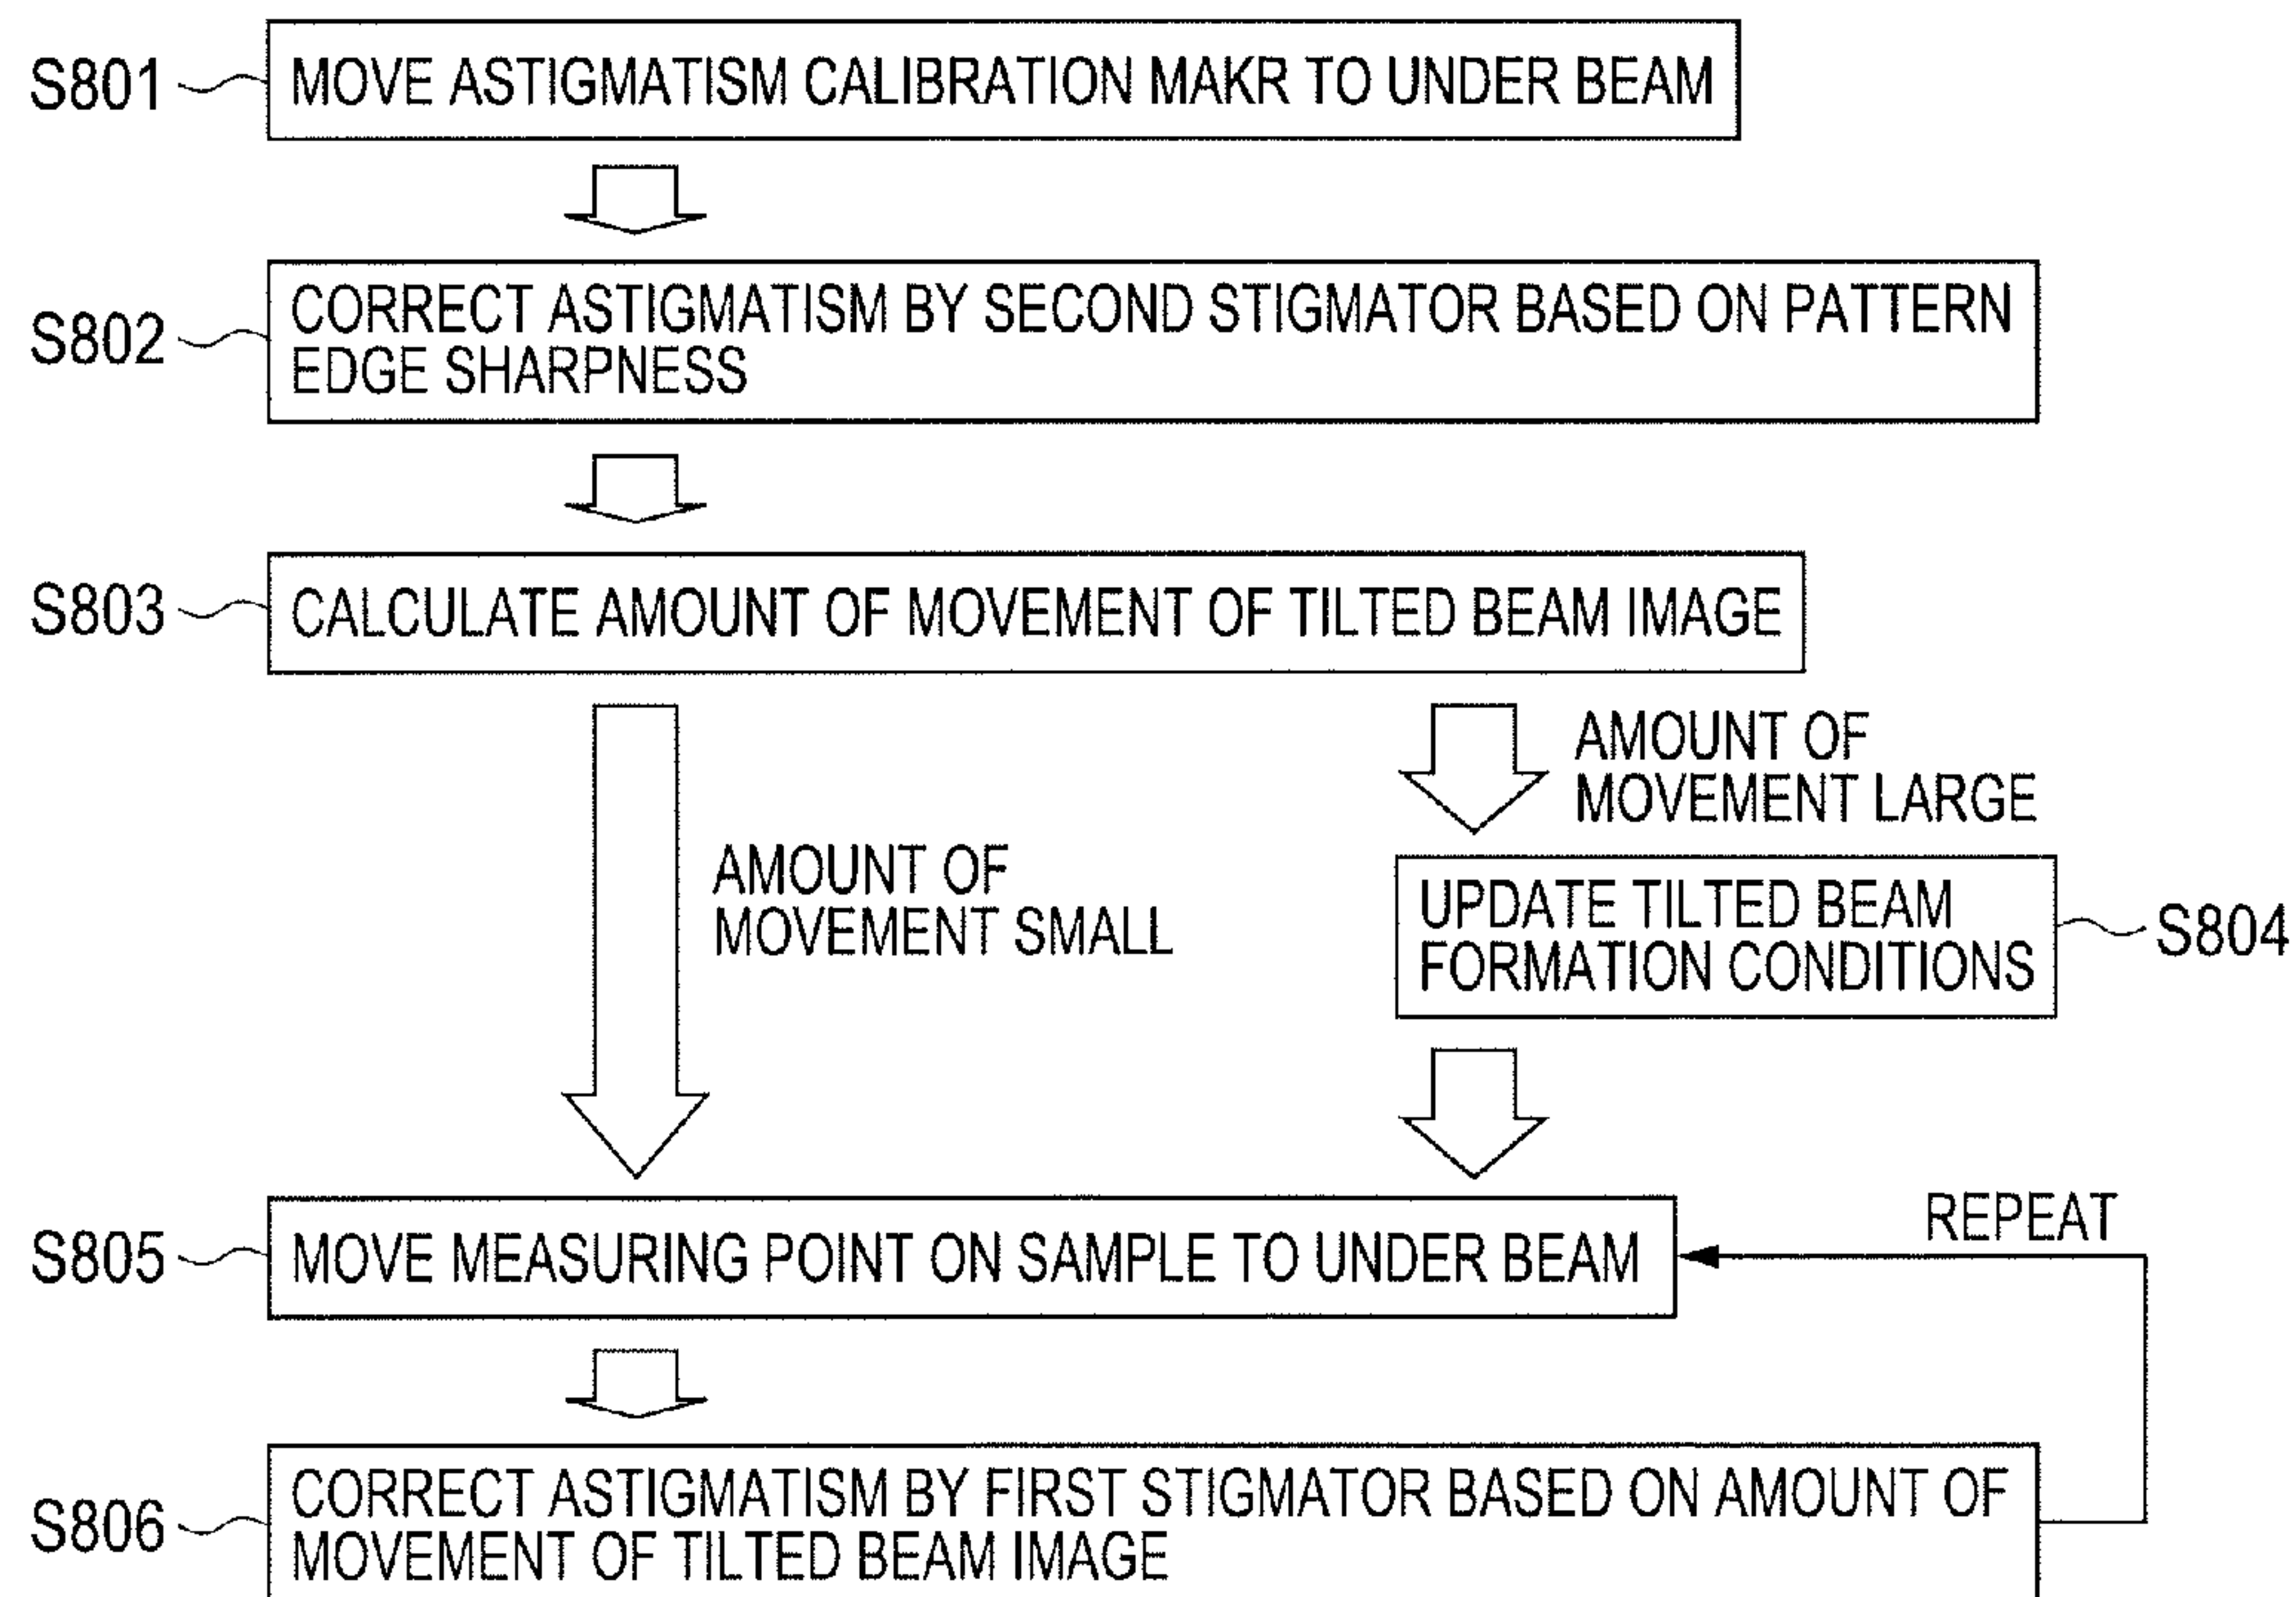 S801
MOVE ASTIGMATISM CALIBRATION MAKR TO UNDER BEAM
S802
CORRECT ASTIGMATISM BY SECOND STIGMATOR BASED ON PATTERN
EDGE SHARPNESS
S803
CALCULATE AMOUNT OF MOVEMENT OF TILTED BEAM IMAGE
AMOUNT OF
MOVEMENT LARGE
AMOUNT OF
MOVEMENT SMALL
UPDATE TILTED BEAM
FORMATION CONDITIONS
S804
S805
MOVE MEASURING POINT ON SAMPLE TO UNDER BEAM
REPEAT
S806
CORRECT ASTIGMATISM BY FIRST STIGMATOR BASED ON AMOUNT OF
MOVEMENT OF TILTED BEAM IMAGE